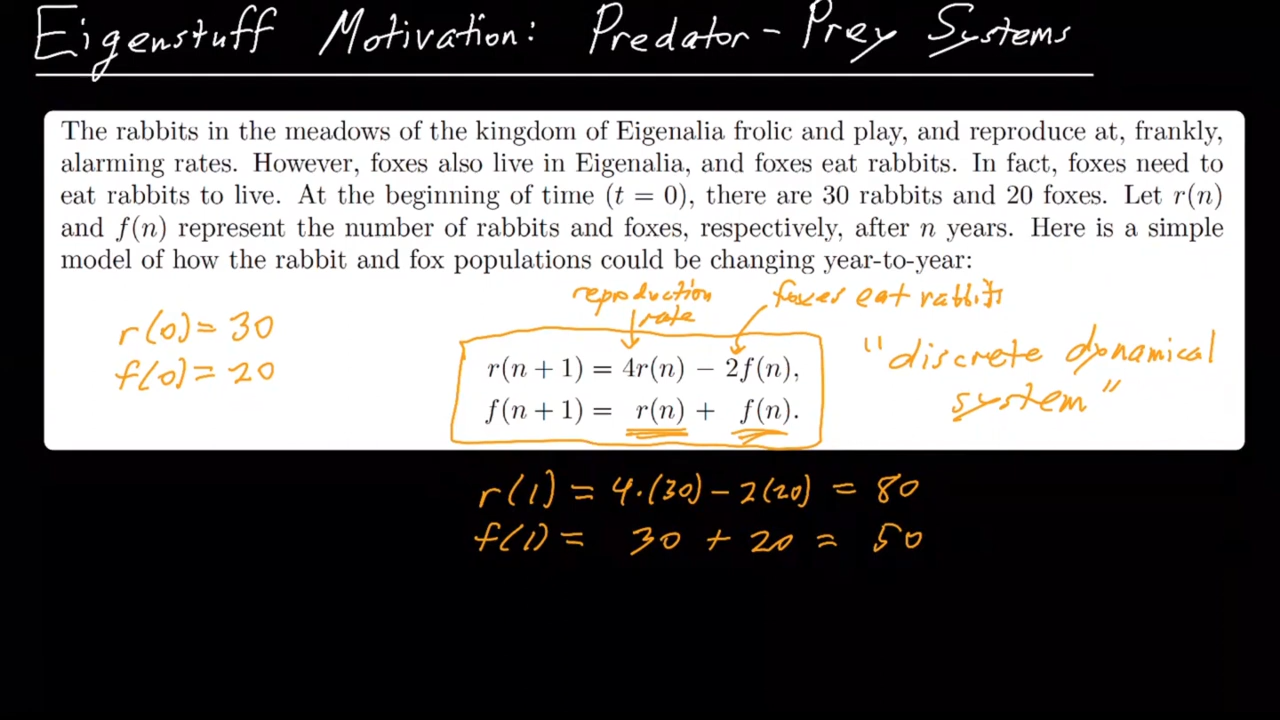 Eigenstuff Motivation: Predator-Prey Systems
The rabbits in the meadows of the kingdom of Eigenalia frolic and play, and reproduce at, frankly,
alarming rates. However, foxes also live in Eigenalia, and foxes eat rabbits. In fact, foxes need to
eat rabbits to live. At the beginning of time (t = 0), there are 30 rabbits and 20 foxes. Let r(n)
and f(n) represent the number of rabbits and foxes, respectively, after n years. Here is a simple
model of how the rabbit and fox populations could be changing year-to-year:
reproduction
rate
foxes eat rabbits
r(0) = 30
f(0) = 20
r(n + 1) = 4r(n) − 2f(n),
f(n + 1) = r(n) + f(n).
"discrete dynamical
system"
r(1) = 4·(30) − 2(20) = 80
f(1) = 30 + 20 = 50